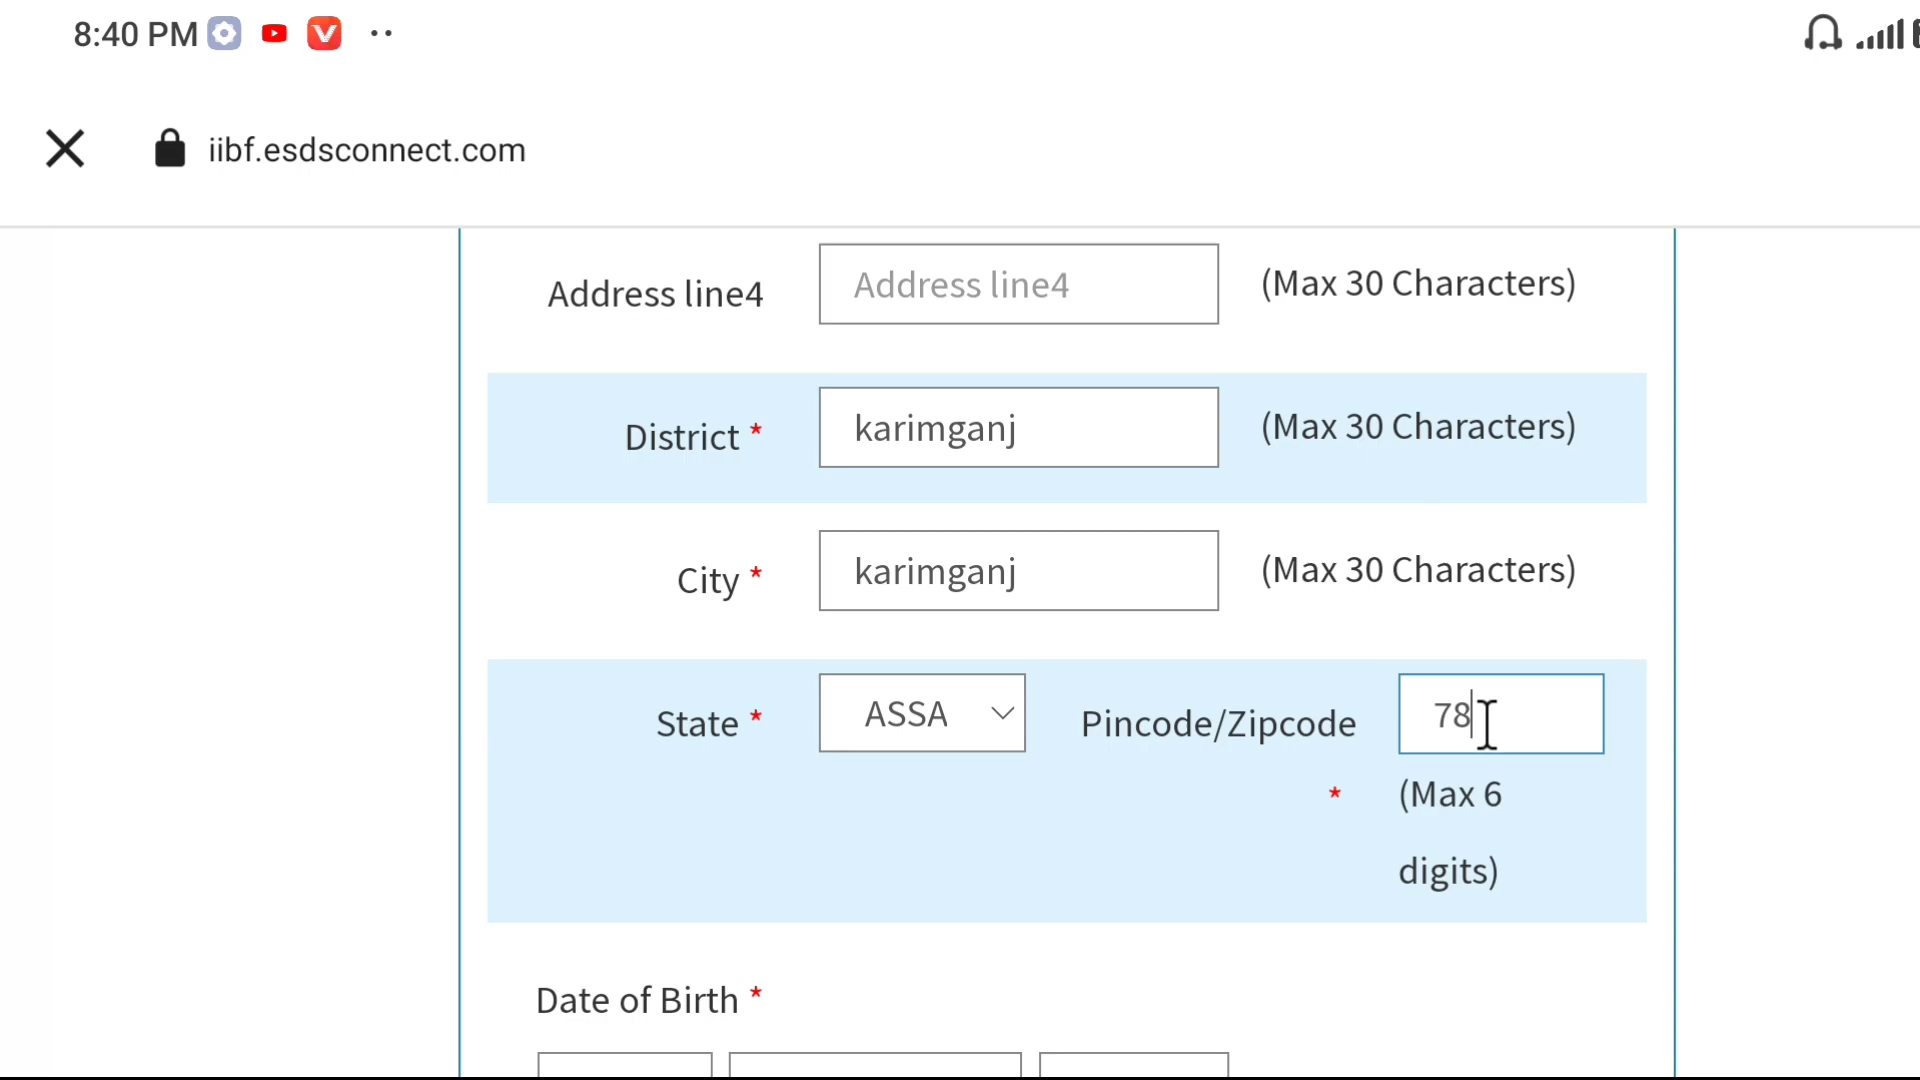 8:40 PM
iibf.esdsconnect.com
Address line4 Address line4 (Max 30 Characters)
District * karimganj (Max 30 Characters)
City * karimganj (Max 30 Characters)
State * ASSA Pincode/Zipcode * 78
(Max 6
digits)
Date of Birth *